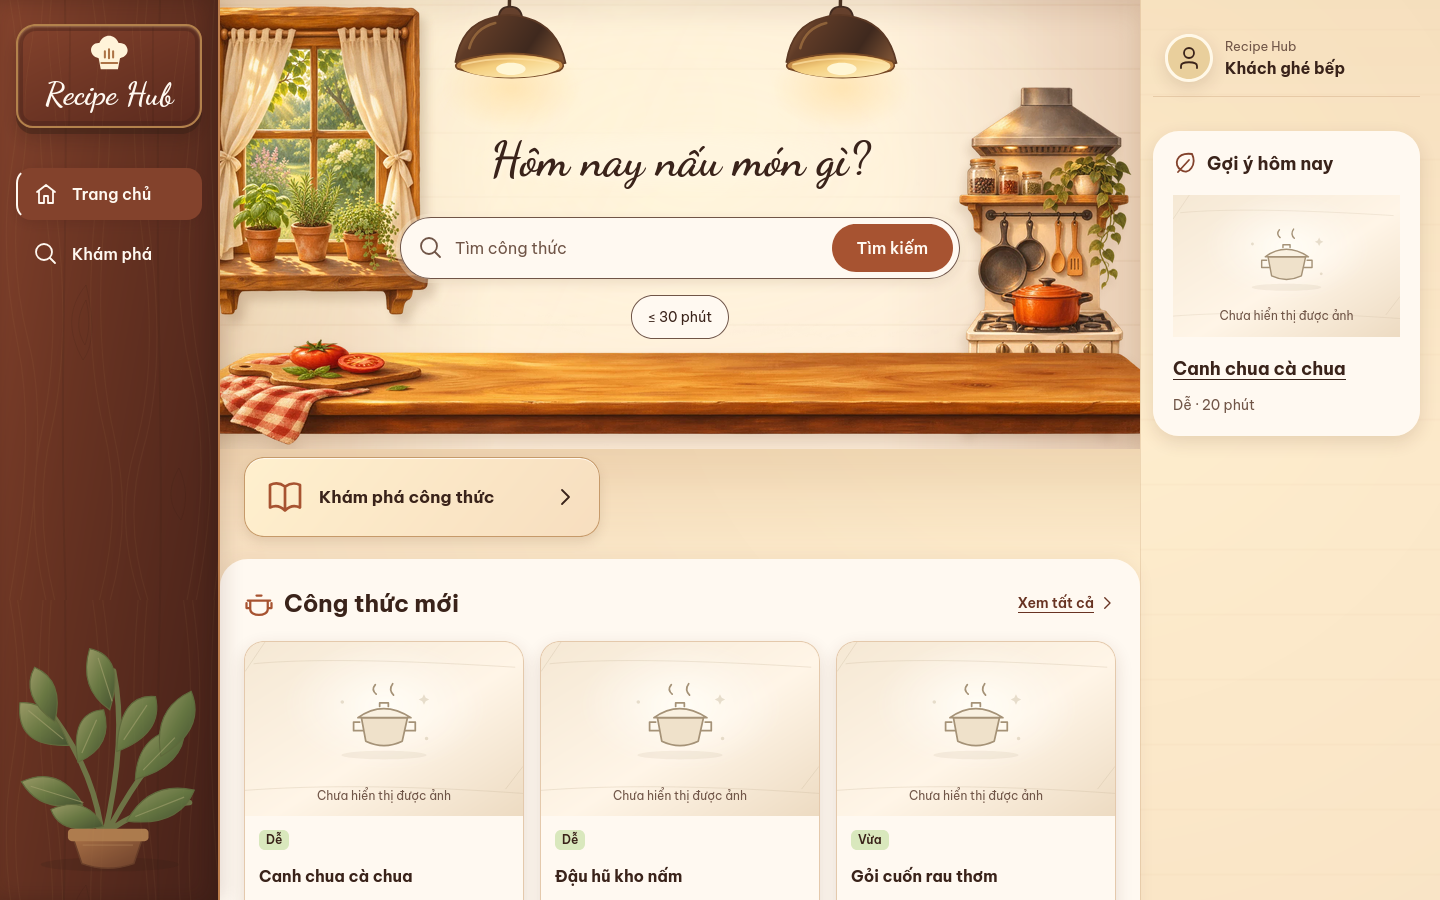 Recipe Hub
Trang chủ
Khám phá
Hôm nay nấu món gì?
Tìm công thức
Tìm kiếm
≤ 30 phút
Khám phá công thức
Công thức mới
Xem tất cả
Chưa hiển thị được ảnh
Dễ
Canh chua cà chua
Chưa hiển thị được ảnh
Dễ
Đậu hũ kho nấm
Chưa hiển thị được ảnh
Vừa
Gỏi cuốn rau thơm
Recipe Hub
Khách ghé bếp
Gợi ý hôm nay
Chưa hiển thị được ảnh
Canh chua cà chua
Dễ · 20 phút